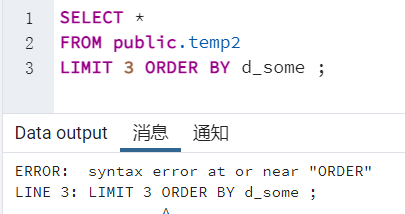 1 SELECT *
2 FROM public.temp2
3 LIMIT 3 ORDER BY d_some ;
Data output 消息 通知
ERROR:  syntax error at or near "ORDER"
LINE 3: LIMIT 3 ORDER BY d_some ;
^